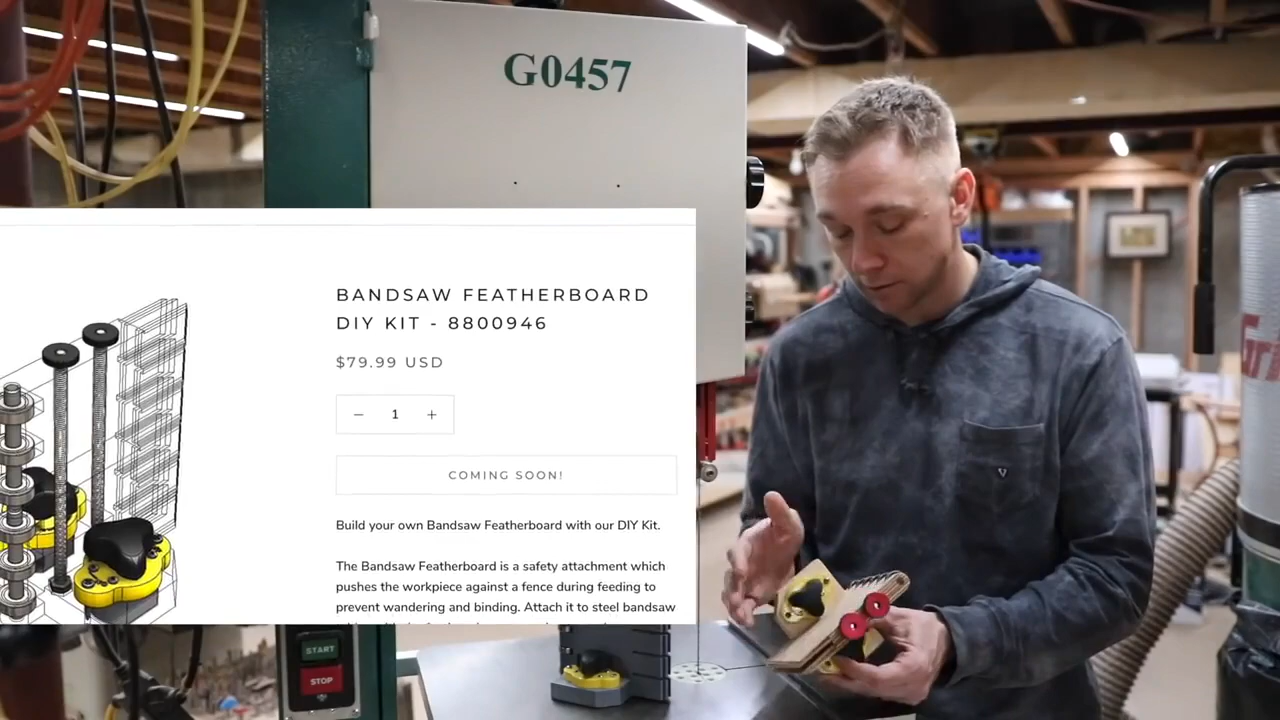 G0457
BANDSAW FEATHERBOARD
DIY KIT - 8800946
$79.99 USD
− 1 +
COMING SOON!
Build your own Bandsaw Featherboard with our DIY Kit.
The Bandsaw Featherboard is a safety attachment which
pushes the workpiece against a fence during feeding to
prevent wandering and binding. Attach it to steel bandsaw
START
STOP